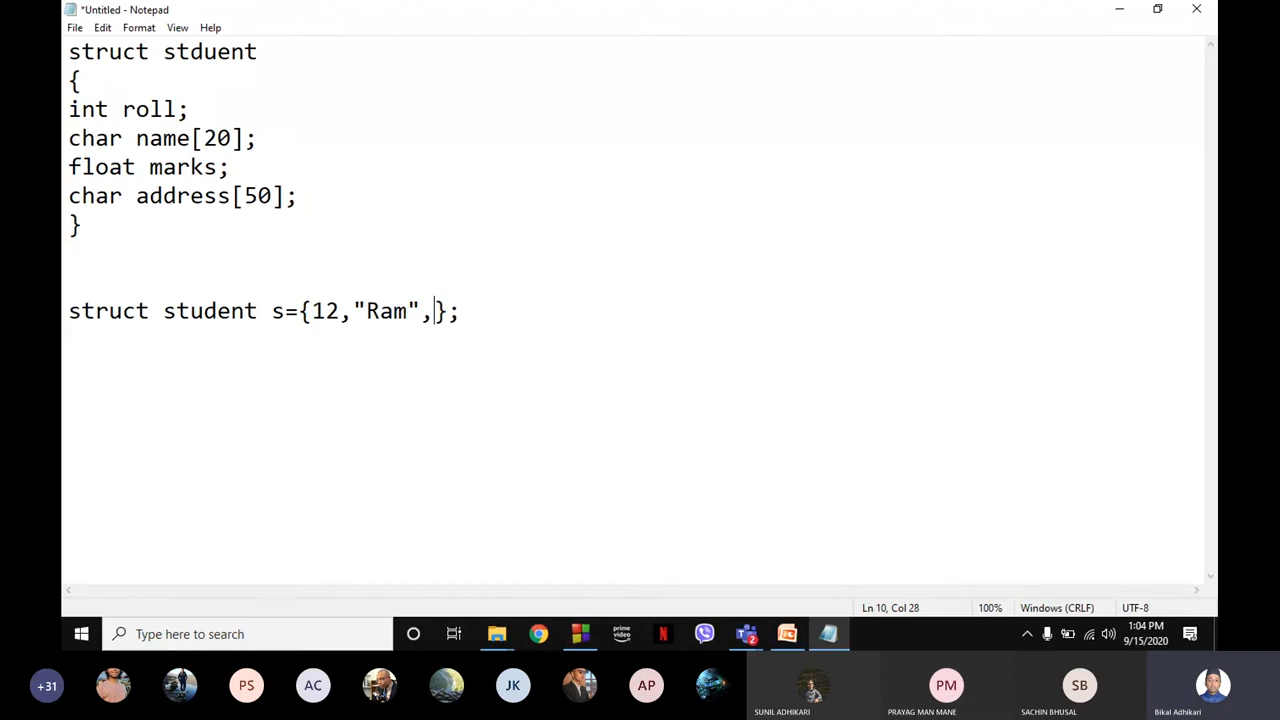 *Untitled - Notepad
File Edit Format View Help
struct stduent
{
int roll;
char name[20];
float marks;
char address[50];
}
struct student s={12,"Ram",};
Ln 10, Col 28 100% Windows (CRLF) UTF-8
Type here to search
prime video
N
2
1:04 PM
9/15/2020
+31 PS AC JK AP PM SB
SUNIL ADHIKARI PRAYAG MAN MANE SACHIN BHUSAL Bikal Adhikari